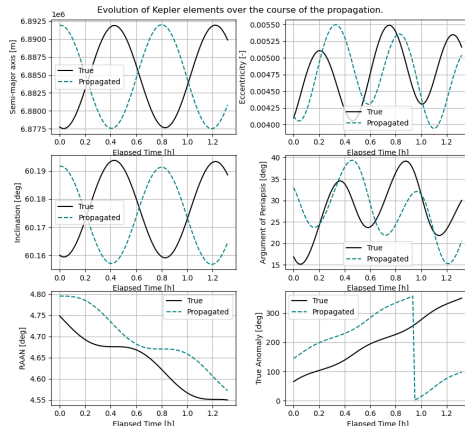 Evolution of Kepler elements over the course of the propagation.
1e6
Semi-major axis [m]
6.8925
6.8900
6.8875
6.8850
6.8825
6.8800
6.8775
True
Propagated
0.0 0.2 0.4 0.6 0.8 1.0 1.2
Elapsed Time [h]
Eccentricity [-]
0.00550
0.00525
0.00500
0.00475
0.00450
0.00425
0.00400
True
Propagated
0.0 0.2 0.4 0.6 0.8 1.0 1.2
Elapsed Time [h]
Inclination [deg]
60.19
60.18
60.17
60.16
True
Propagated
0.0 0.2 0.4 0.6 0.8 1.0 1.2
Elapsed Time [h]
Argument of Periapsis [deg]
40
35
30
25
20
15
True
Propagated
0.0 0.2 0.4 0.6 0.8 1.0 1.2
Elapsed Time [h]
RAAN [deg]
4.80
4.75
4.70
4.65
4.60
4.55
True
Propagated
0.0 0.2 0.4 0.6 0.8 1.0 1.2
Elapsed Time [h]
True Anomaly [deg]
300
200
100
0
True
Propagated
0.0 0.2 0.4 0.6 0.8 1.0 1.2
Elapsed Time [h]